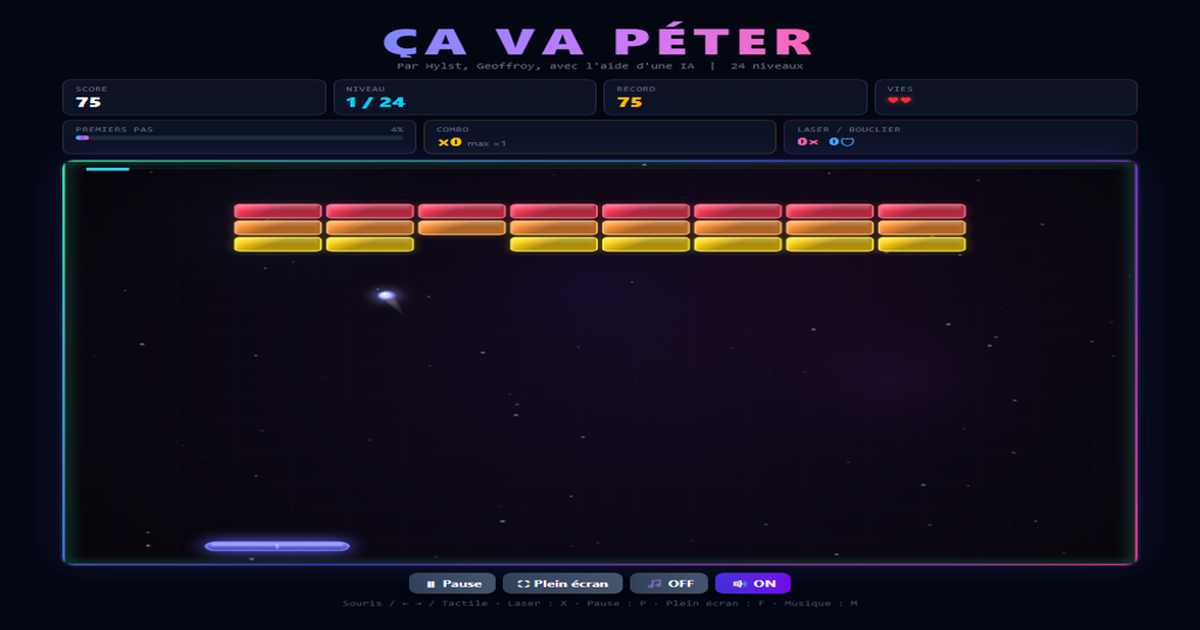 ÇA VA PÉTER
Par Hylst, Geoffroy, avec l'aide d'une IA | 24 niveaux
SCORE
75
NIVEAU
1 / 24
RECORD
75
VIES
PREMIERS PAS 4%
COMBO
×0 max ×1
LASER / BOUCLIER
0× 0
Pause
Plein écran
OFF
ON
Souris / ← → / Tactile · Laser : X · Pause : P · Plein écran : F · Musique : M